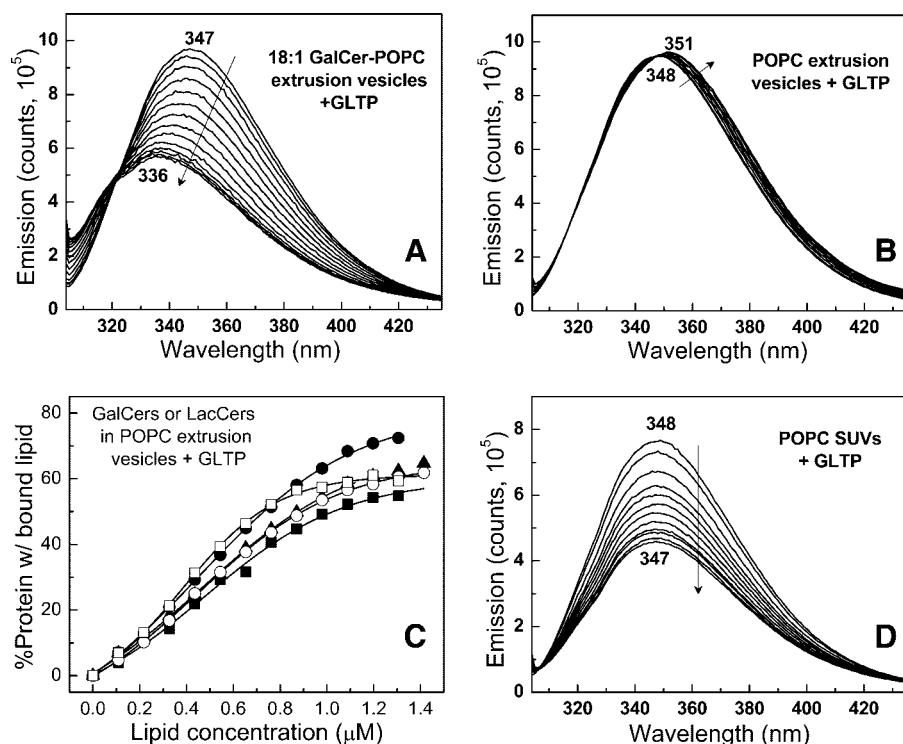 A
347
18:1 GalCer-POPC
extrusion vesicles
+GLTP
336
Emission (counts, 10⁵)
10
8
6
4
2
0
320 340 360 380 400 420
Wavelength (nm)
B
351
348
POPC extrusion
vesicles + GLTP
Emission (counts, 10⁵)
10
8
6
4
2
0
320 340 360 380 400 420
Wavelength (nm)
C
GalCers or LacCers
in POPC extrusion
vesicles + GLTP
%Protein w/ bound lipid
80
60
40
20
0
0.0 0.2 0.4 0.6 0.8 1.0 1.2 1.4
Lipid concentration (μM)
D
348
POPC SUVs
+ GLTP
347
Emission (counts, 10⁵)
8
6
4
2
0
320 340 360 380 400 420
Wavelength (nm)